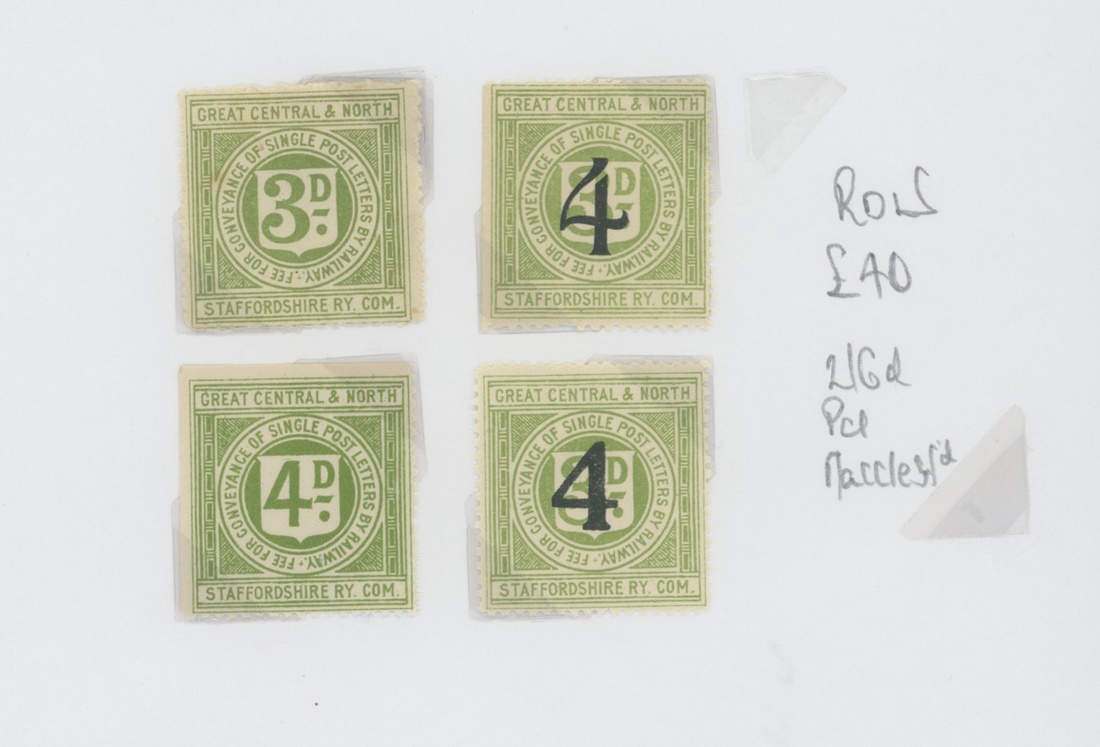 GREAT CENTRAL & NORTH
FEE FOR CONVEYANCE OF SINGLE POST LETTERS BY RAILWAY.
3D.
STAFFORDSHIRE RY. COM.
GREAT CENTRAL & NORTH
FEE FOR CONVEYANCE OF SINGLE POST LETTERS BY RAILWAY.
3D.
4
STAFFORDSHIRE RY. COM.
GREAT CENTRAL & NORTH
FEE FOR CONVEYANCE OF SINGLE POST LETTERS BY RAILWAY.
4D.
STAFFORDSHIRE RY. COM.
GREAT CENTRAL & NORTH
FEE FOR CONVEYANCE OF SINGLE POST LETTERS BY RAILWAY.
3D.
4
STAFFORDSHIRE RY. COM.
ROW
£40
2/6d
Pcl
Macclesf'd